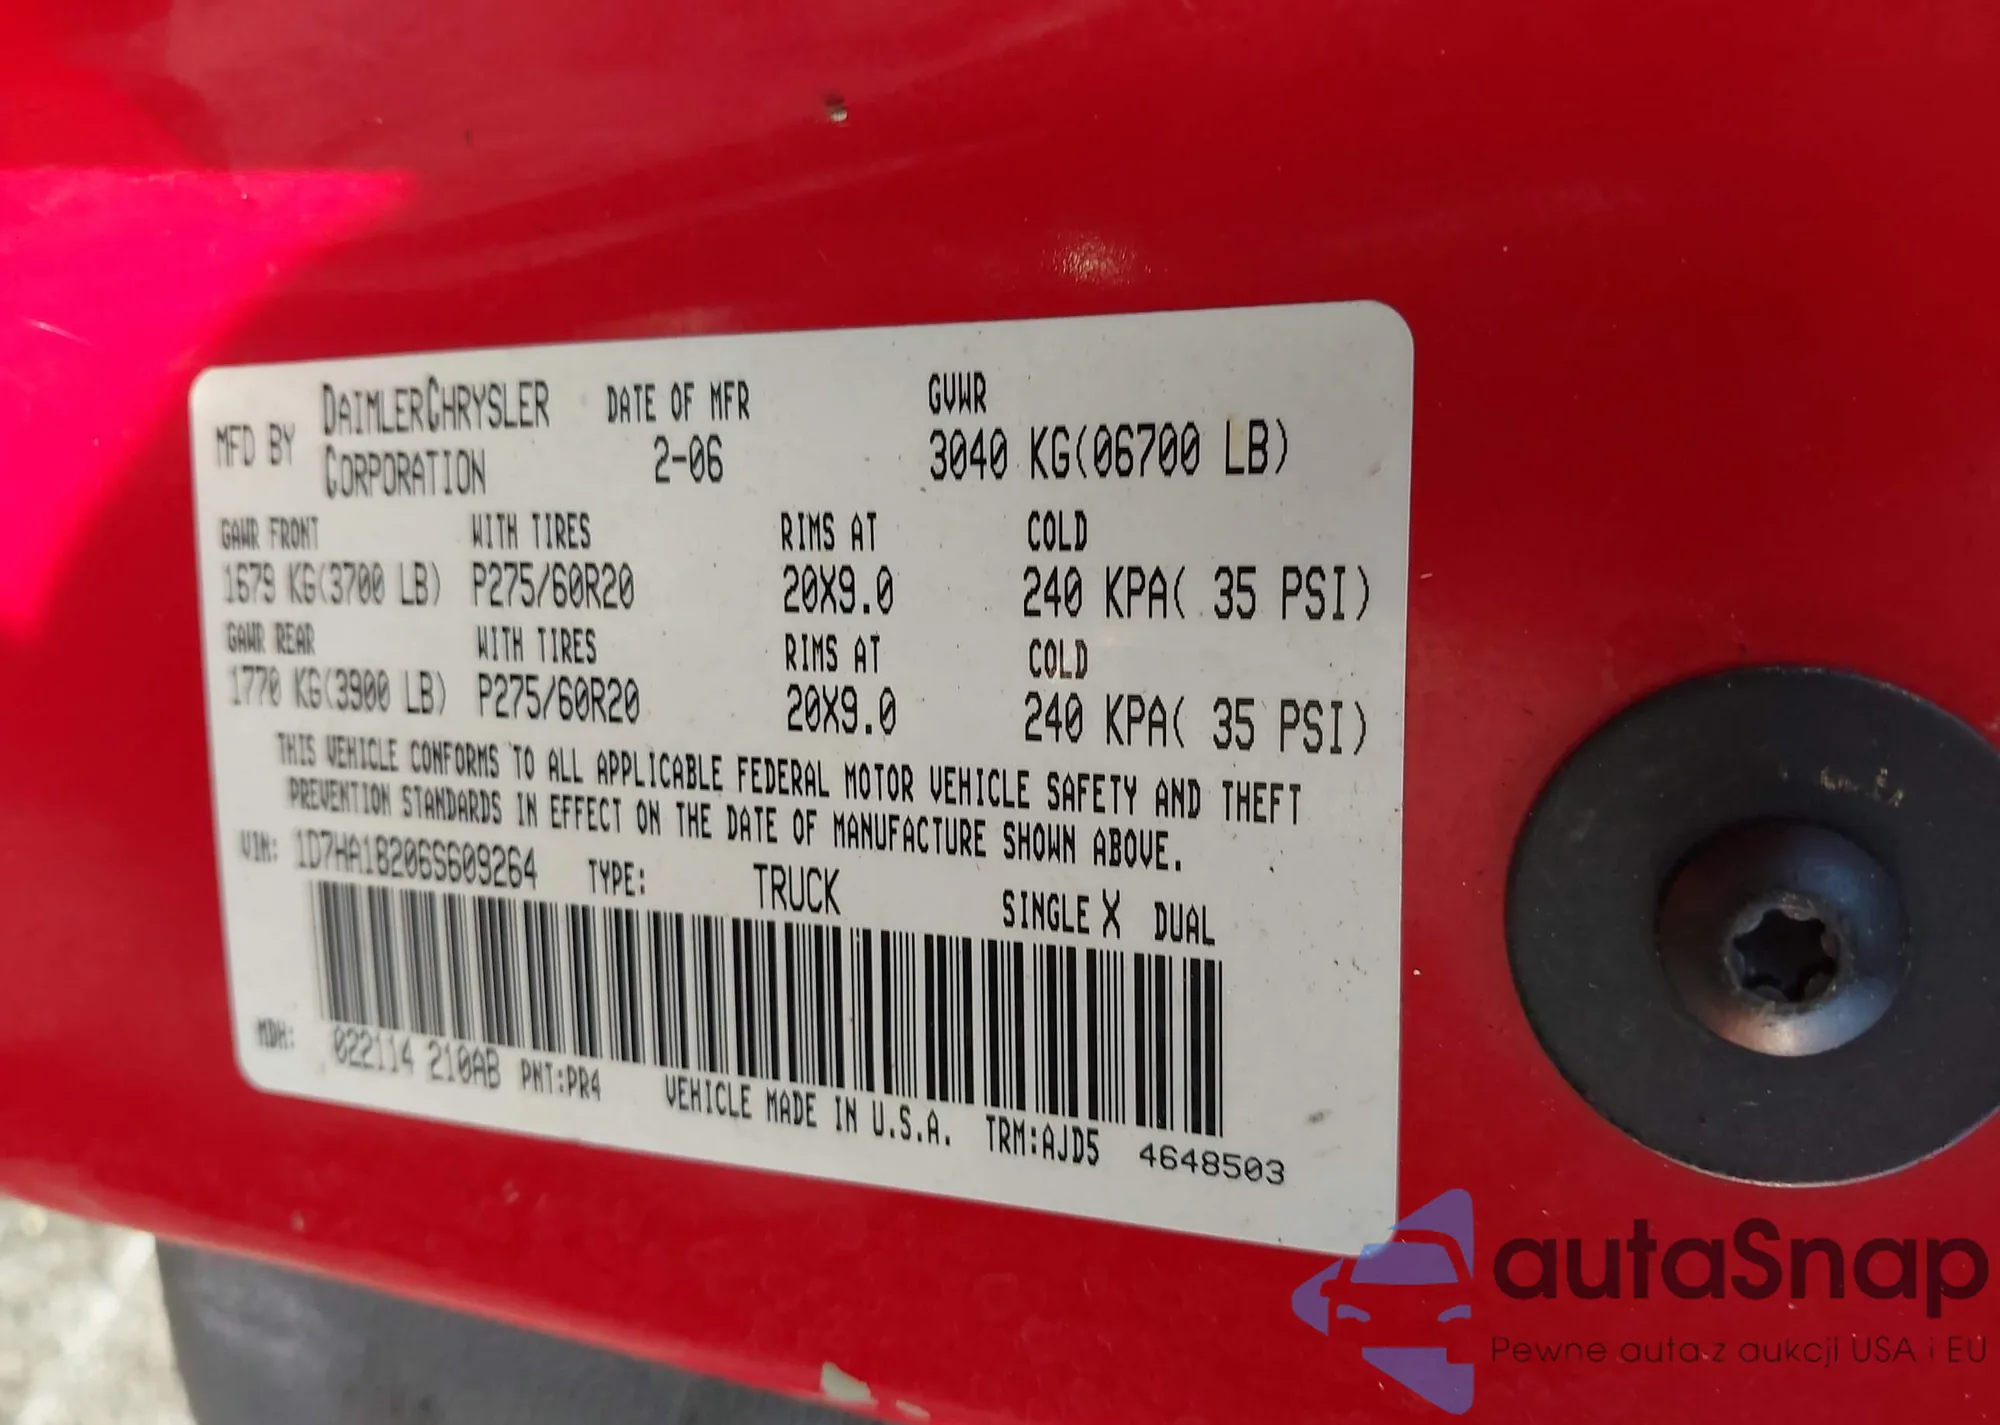 MFD BY DAIMLERCHRYSLER CORPORATION DATE OF MFR 2-06 GVWR 3040 KG(06700 LB)
GAWR FRONT WITH TIRES RIMS AT COLD
1679 KG(3700 LB) P275/60R20 20X9.0 240 KPA( 35 PSI)
GAWR REAR WITH TIRES RIMS AT COLD
1770 KG(3900 LB) P275/60R20 20X9.0 240 KPA( 35 PSI)
THIS VEHICLE CONFORMS TO ALL APPLICABLE FEDERAL MOTOR VEHICLE SAFETY AND THEFT
PREVENTION STANDARDS IN EFFECT ON THE DATE OF MANUFACTURE SHOWN ABOVE.
VIN: 1D7HA18206S609264 TYPE: TRUCK SINGLE X DUAL
MDH: 022114 210AB PNT:PR4 VEHICLE MADE IN U.S.A. TRM:AJD5 4648503
autaSnap
Pewne auta z aukcji USA i EU